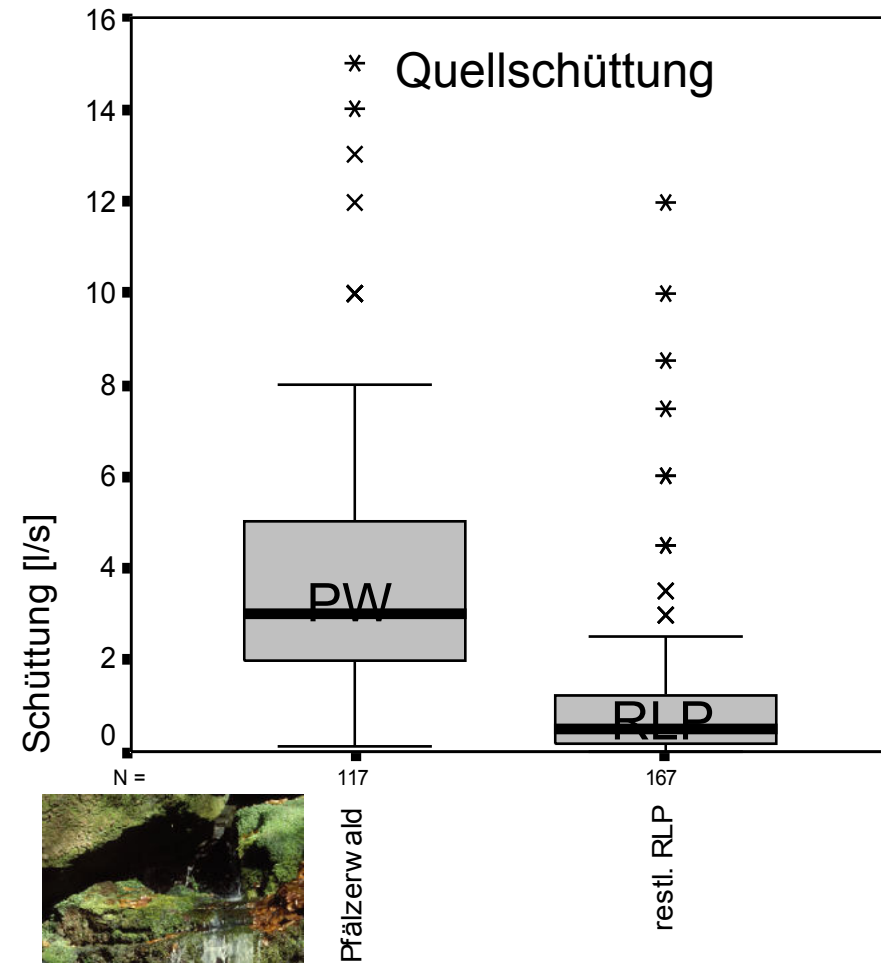 Quellschüttung
Schüttung [l/s]
16
14
12
10
8
6
4
2
0
PW
RLP
N =
117
167
Pfälzerwald
restl. RLP